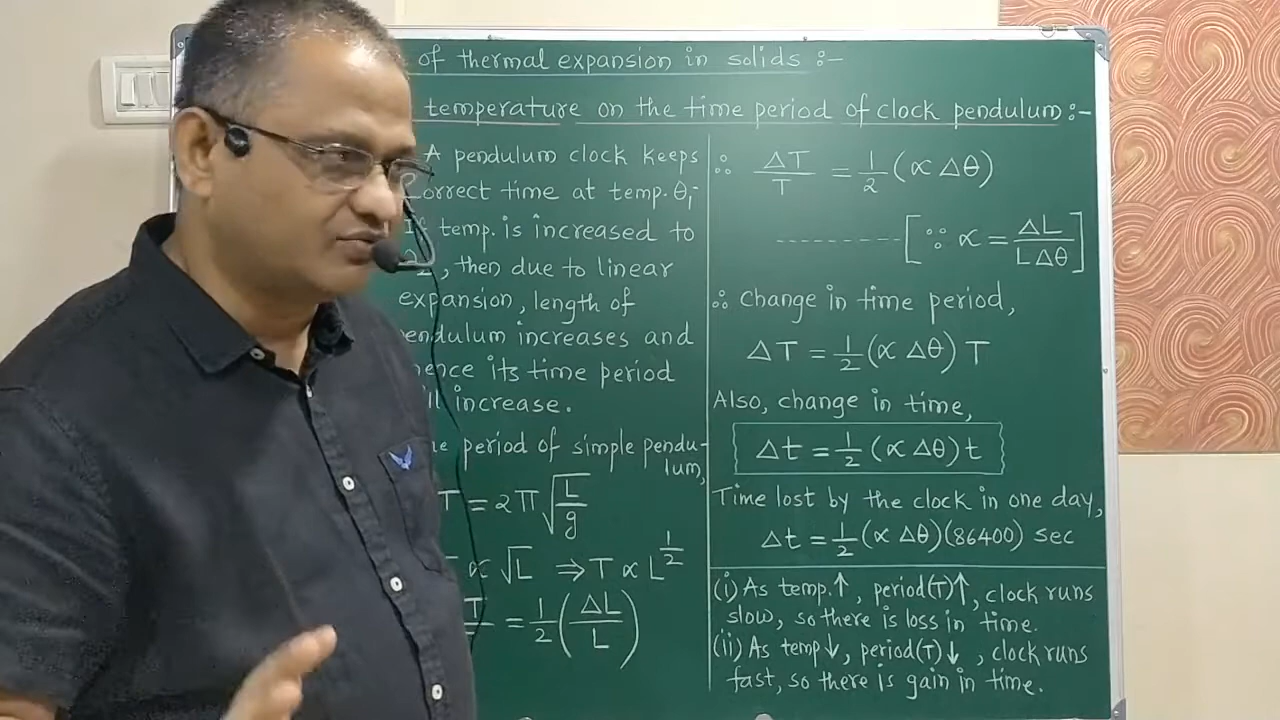 of thermal expansion in solids :-
temperature on the time period of clock pendulum :-
A pendulum clock keeps
correct time at temp. θ₁
If temp. is increased to
, then due to linear
expansion, length of
pendulum increases and
hence its time period
increase.
period of simple pendu-
lum,
T = 2π√(L/g)
∝ √L ⇒ T ∝ L^(1/2)
= 1/2 (ΔL/L)
∴ ΔT/T = 1/2 (∝ Δθ)
--------- [∵ ∝ = ΔL/LΔθ]
∴ change in time period,
ΔT = 1/2 (∝ Δθ) T
Also, change in time,
Δt = 1/2 (∝ Δθ) t
Time lost by the clock in one day,
Δt = 1/2 (∝ Δθ)(86400) sec
(i) As temp.↑, period(T)↑, clock runs
slow, so there is loss in time.
(ii) As temp↓, period(T)↓, clock runs
fast, so there is gain in time.